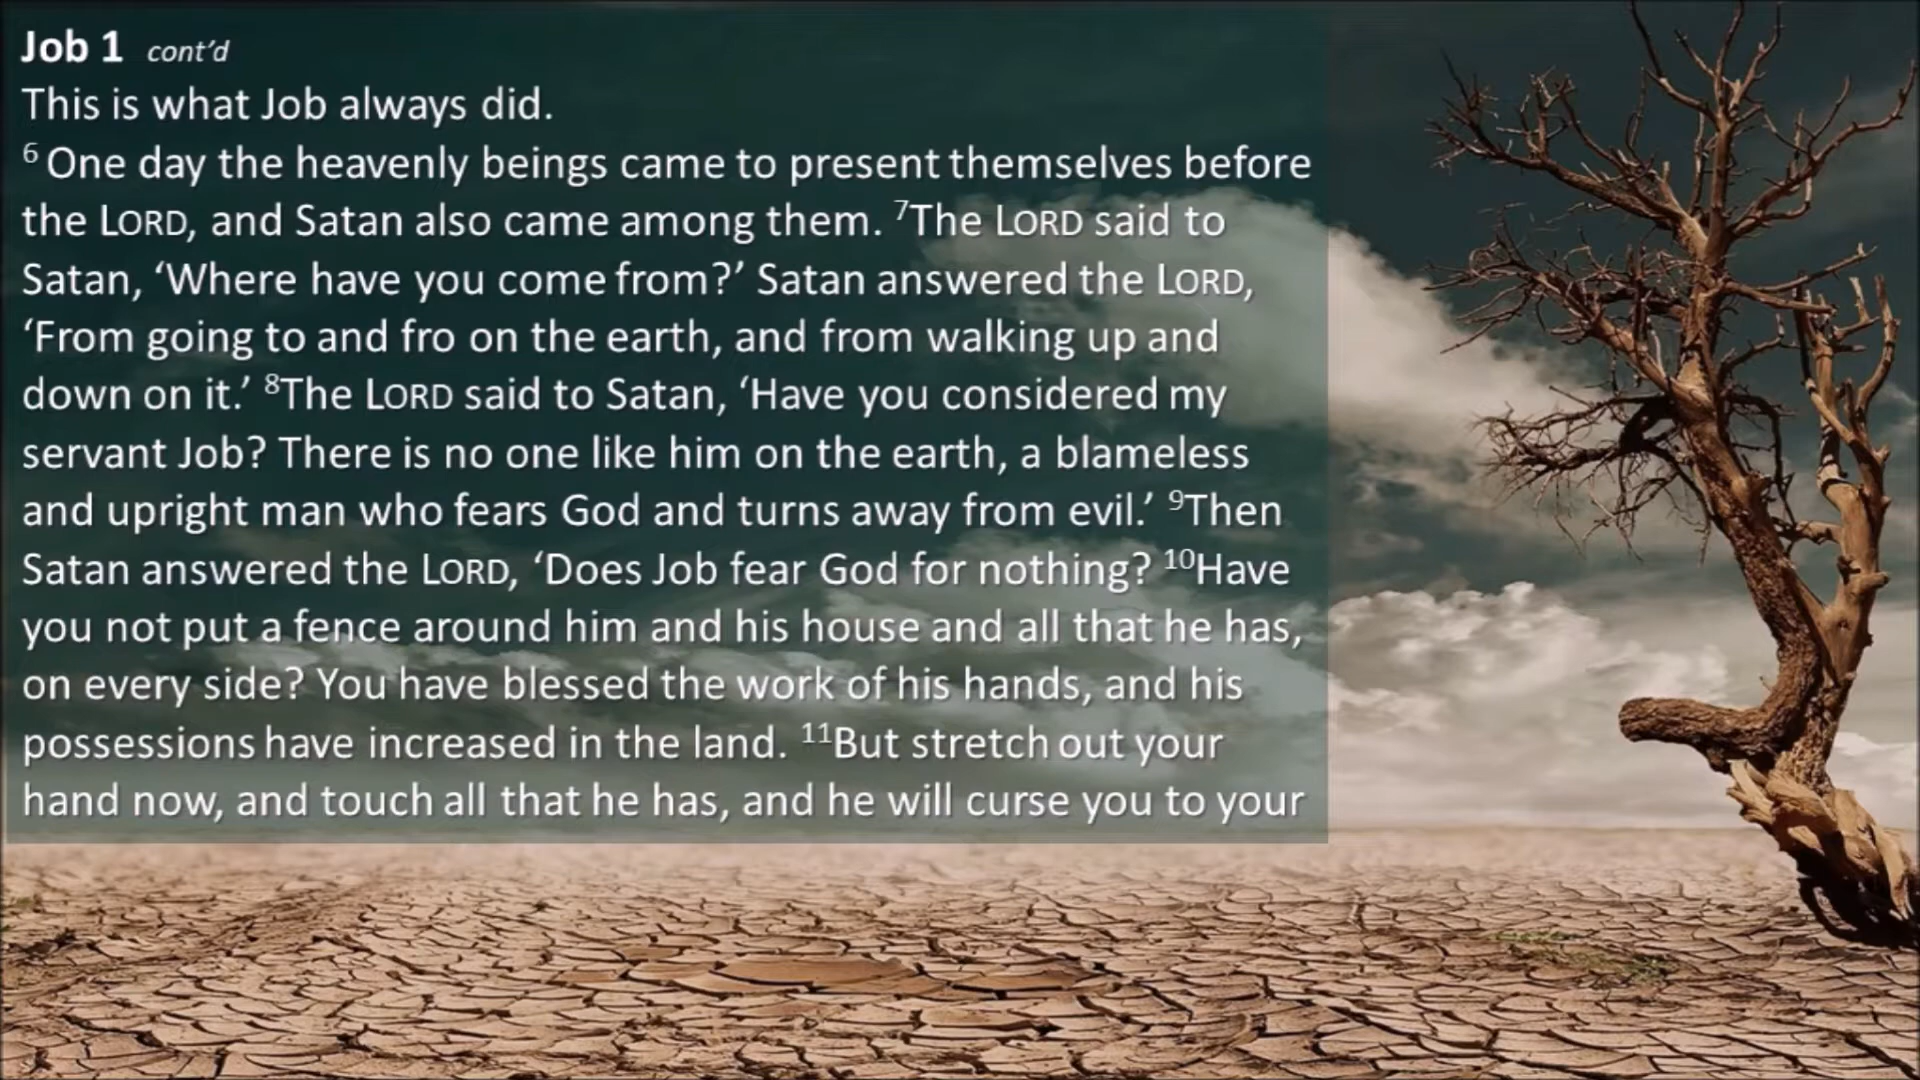 Job 1 cont’d
This is what Job always did.
6 One day the heavenly beings came to present themselves before
the LORD, and Satan also came among them. 7The LORD said to
Satan, ‘Where have you come from?’ Satan answered the LORD,
‘From going to and fro on the earth, and from walking up and
down on it.’ 8The LORD said to Satan, ‘Have you considered my
servant Job? There is no one like him on the earth, a blameless
and upright man who fears God and turns away from evil.’ 9Then
Satan answered the LORD, ‘Does Job fear God for nothing? 10Have
you not put a fence around him and his house and all that he has,
on every side? You have blessed the work of his hands, and his
possessions have increased in the land. 11But stretch out your
hand now, and touch all that he has, and he will curse you to your